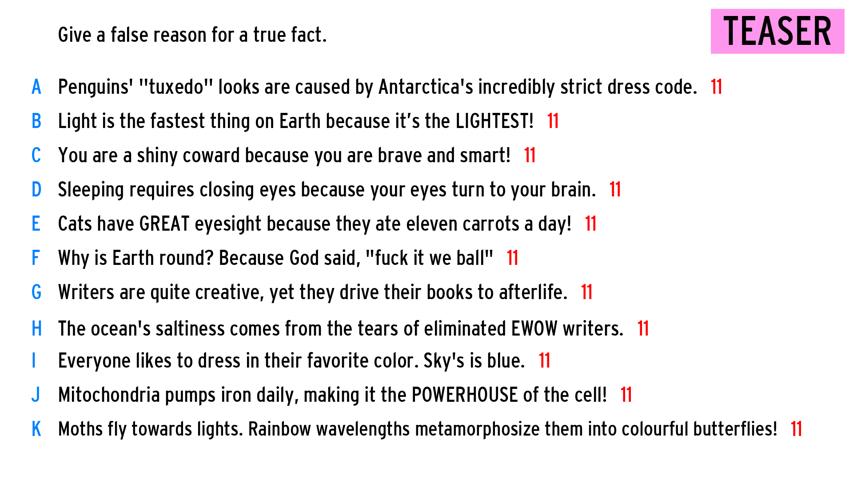 Give a false reason for a true fact.
TEASER
A Penguins' "tuxedo" looks are caused by Antarctica's incredibly strict dress code. 11
B Light is the fastest thing on Earth because it's the LIGHTEST! 11
C You are a shiny coward because you are brave and smart! 11
D Sleeping requires closing eyes because your eyes turn to your brain. 11
E Cats have GREAT eyesight because they ate eleven carrots a day! 11
F Why is Earth round? Because God said, "fuck it we ball" 11
G Writers are quite creative, yet they drive their books to afterlife. 11
H The ocean's saltiness comes from the tears of eliminated EWOW writers. 11
I Everyone likes to dress in their favorite color. Sky's is blue. 11
J Mitochondria pumps iron daily, making it the POWERHOUSE of the cell! 11
K Moths fly towards lights. Rainbow wavelengths metamorphosize them into colourful butterflies! 11